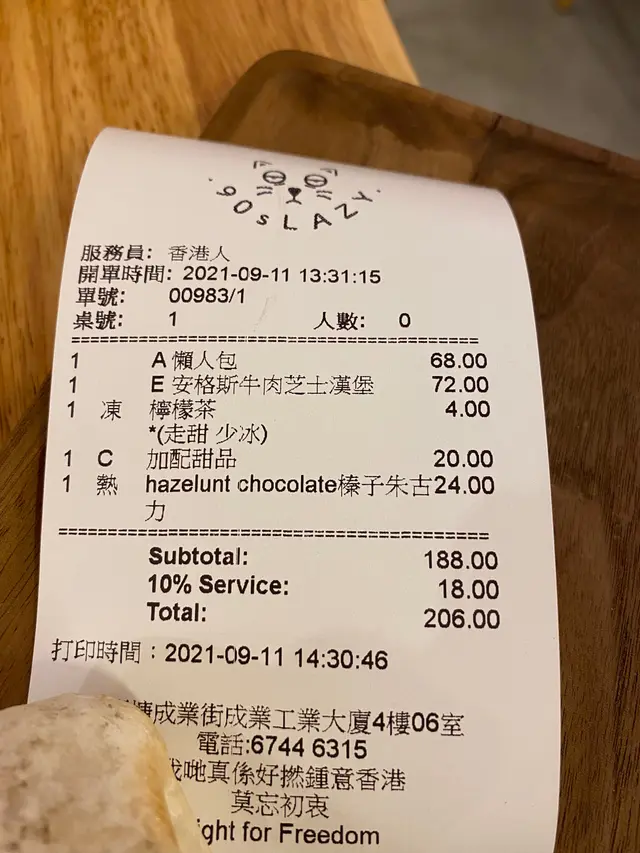 90s LAZY
服務員: 香港人
開單時間: 2021-09-11 13:31:15
單號: 00983/1
桌號: 1 人數: 0
1 A 懶人包 68.00
1 E 安格斯牛肉芝士漢堡 72.00
1 凍 檸檬茶 4.00
*(走甜 少冰)
1 C 加配甜品 20.00
1 熱 hazelunt chocolate榛子朱古 24.00
力
Subtotal: 188.00
10% Service: 18.00
Total: 206.00
打印時間：2021-09-11 14:30:46
塘成業街成業工業大廈4樓06室
電話:6744 6315
我哋真係好撚鍾意香港
莫忘初衷
ight for Freedom